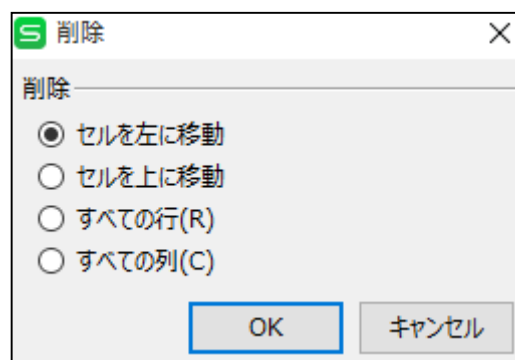 削除
削除
セルを左に移動
セルを上に移動
すべての行(R)
すべての列(C)
OK キャンセル